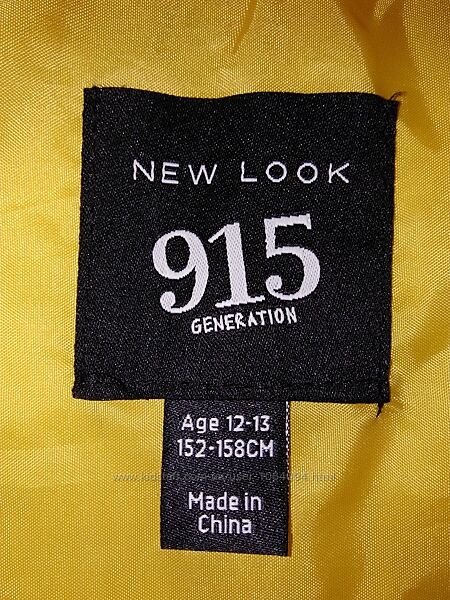 NEW LOOK
915
GENERATION
Age 12-13
152-158CM
Made in
China